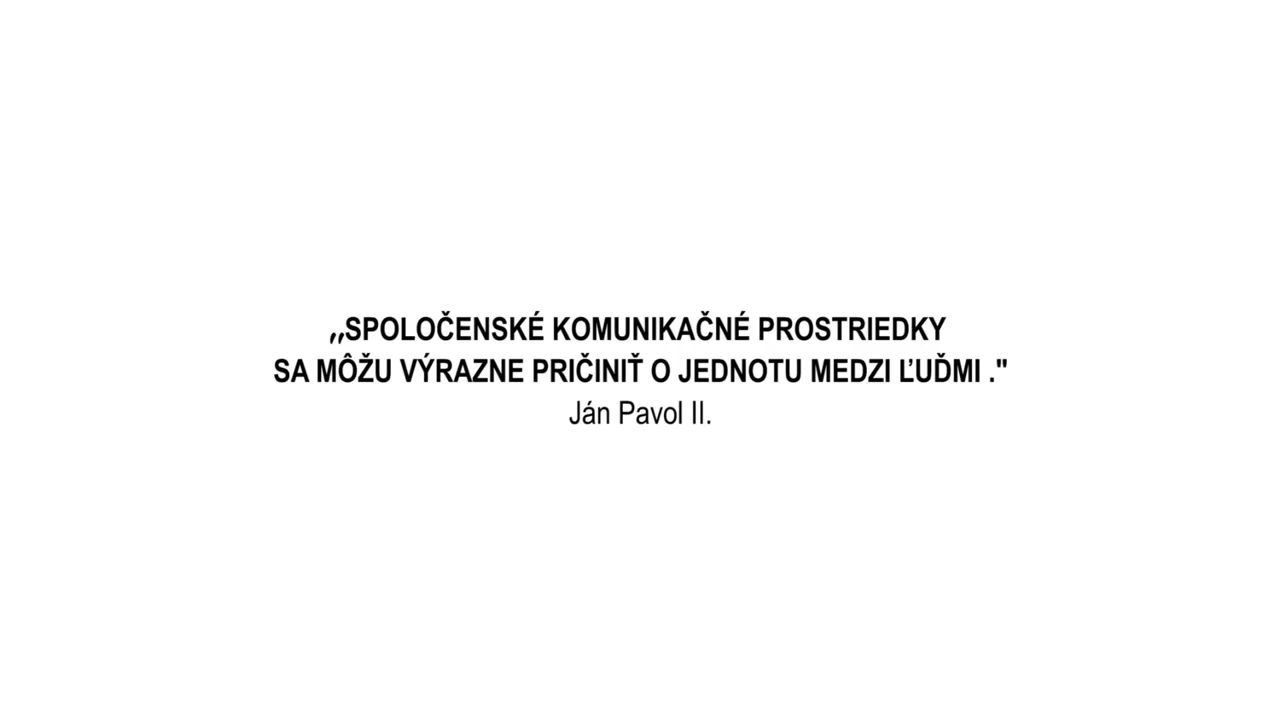 ,,SPOLOČENSKÉ KOMUNIKAČNÉ PROSTRIEDKY
SA MÔŽU VÝRAZNE PRIČINIŤ O JEDNOTU MEDZI ĽUĎMI ."
Ján Pavol II.